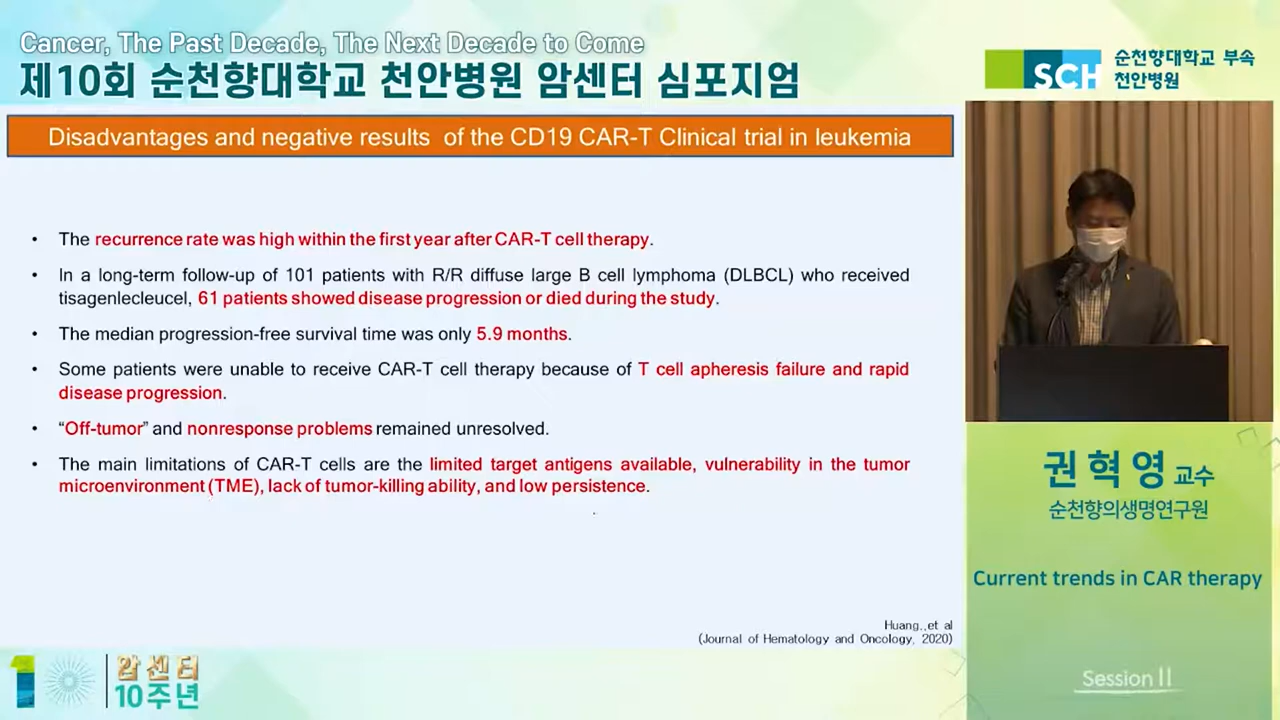 Cancer, The Past Decade, The Next Decade to Come
제10회 순천향대학교 천안병원 암센터 심포지엄
SCH
순천향대학교 부속
천안병원
Disadvantages and negative results of the CD19 CAR-T Clinical trial in leukemia
• The recurrence rate was high within the first year after CAR-T cell therapy.
• In a long-term follow-up of 101 patients with R/R diffuse large B cell lymphoma (DLBCL) who received
tisagenlecleucel, 61 patients showed disease progression or died during the study.
• The median progression-free survival time was only 5.9 months.
• Some patients were unable to receive CAR-T cell therapy because of T cell apheresis failure and rapid
disease progression.
• “Off-tumor” and nonresponse problems remained unresolved.
• The main limitations of CAR-T cells are the limited target antigens available, vulnerability in the tumor
microenvironment (TME), lack of tumor-killing ability, and low persistence.
Huang.,et al
(Journal of Hematology and Oncology, 2020)
권혁영 교수
순천향의생명연구원
Current trends in CAR therapy
Session II
10
암센터
10주년